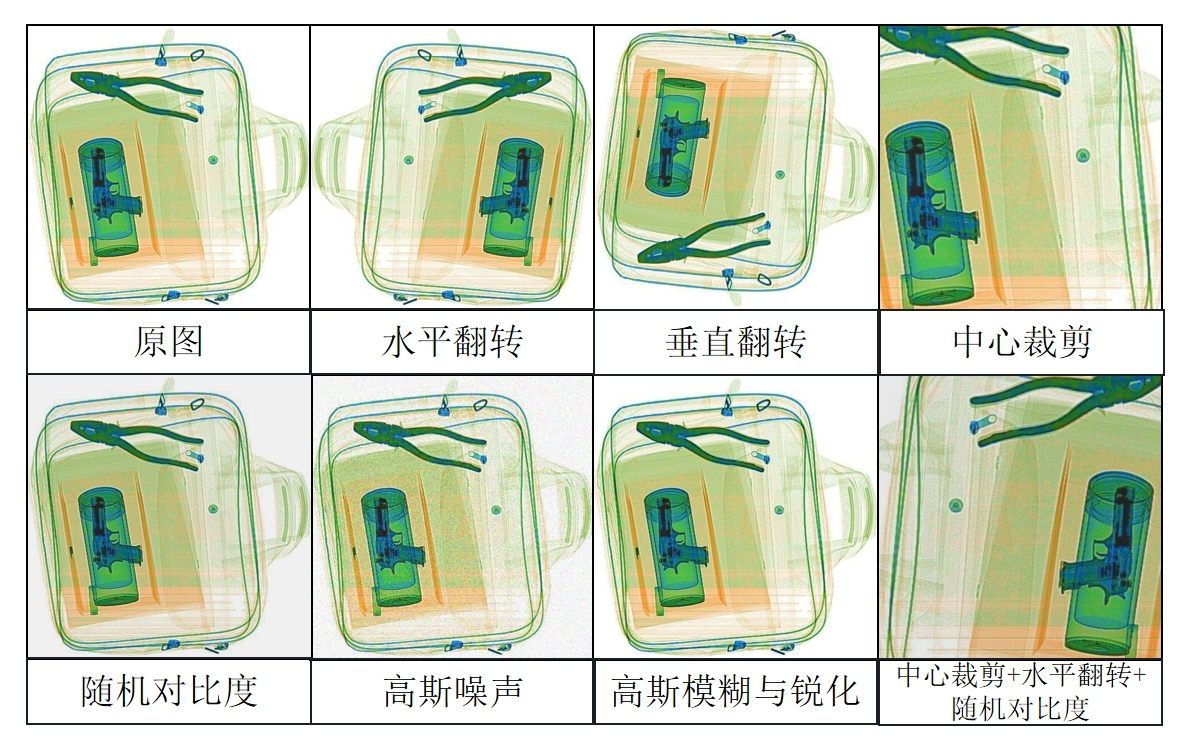 原图
水平翻转
垂直翻转
中心裁剪
随机对比度
高斯噪声
高斯模糊与锐化
中心裁剪+水平翻转+
随机对比度